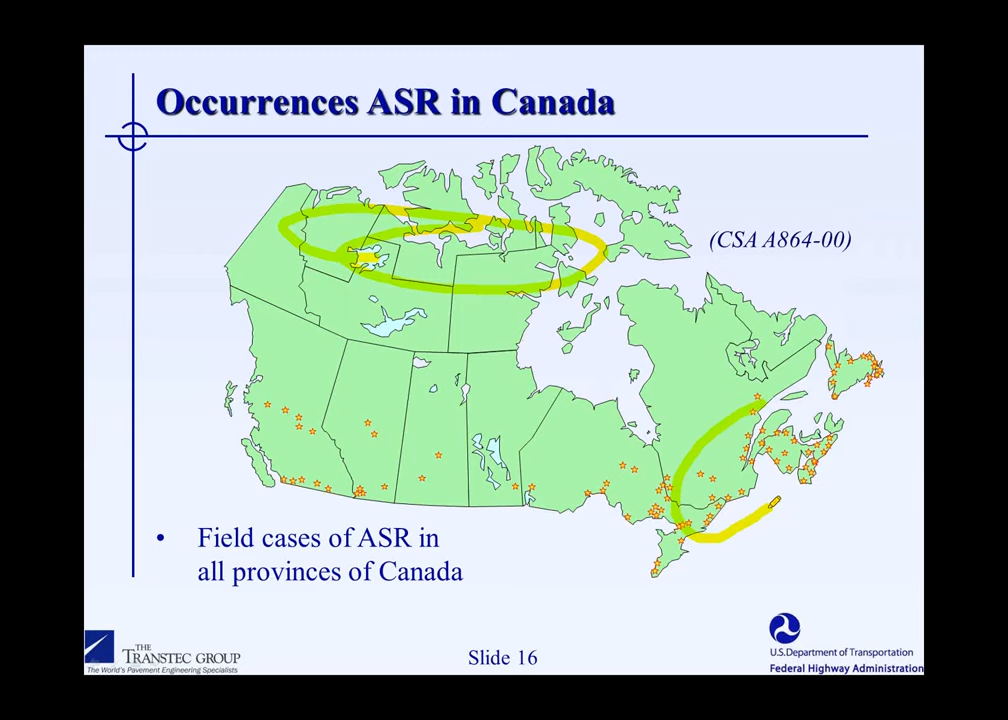 Occurrences ASR in Canada
(CSA A864-00)
• Field cases of ASR in
all provinces of Canada
THE
TRANSTEC GROUP
The World's Pavement Engineering Specialists
Slide 16
U.S.Department of Transportation
Federal Highway Administration